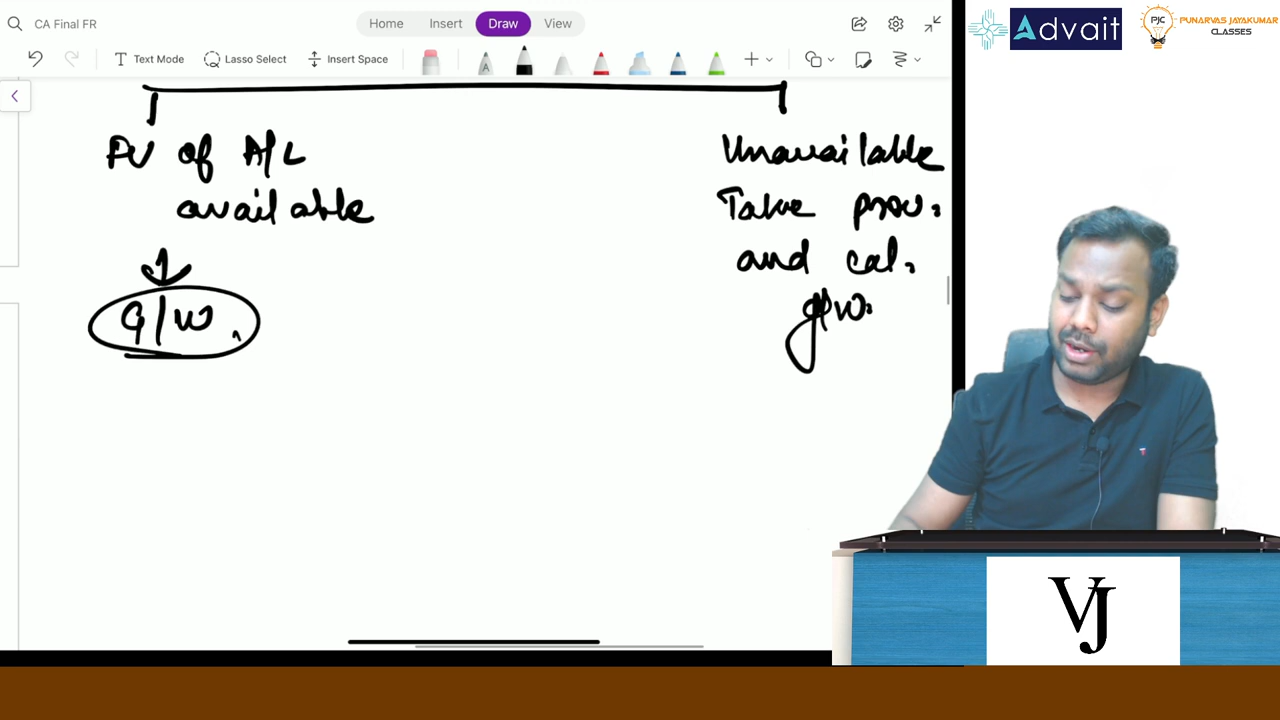 CA Final FR
Home Insert Draw View
Text Mode Lasso Select Insert Space
Advait
PJC
PUNARVAS JAYAKUMAR
CLASSES
FV of A/L
available
G/W.
Unavailable
Take prov.
and cal.
g/w.
VJ